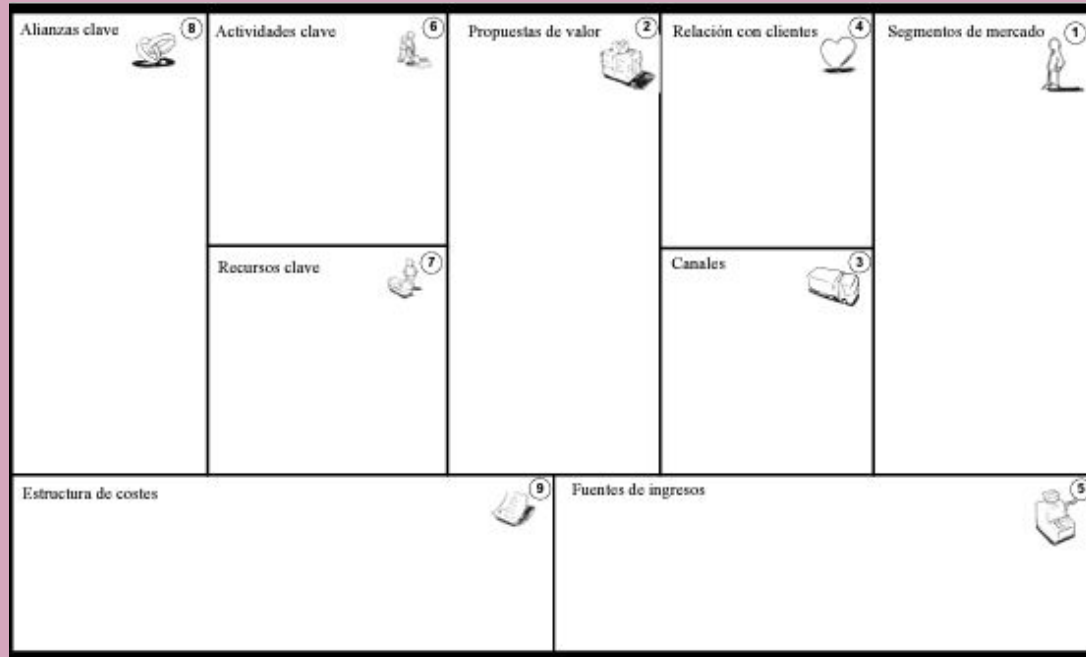 Alianzas clave 8
Actividades clave 6
Propuestas de valor 2
Relación con clientes 4
Segmentos de mercado 1
Recursos clave 7
Canales 3
Estructura de costes 9
Fuentes de ingresos 5